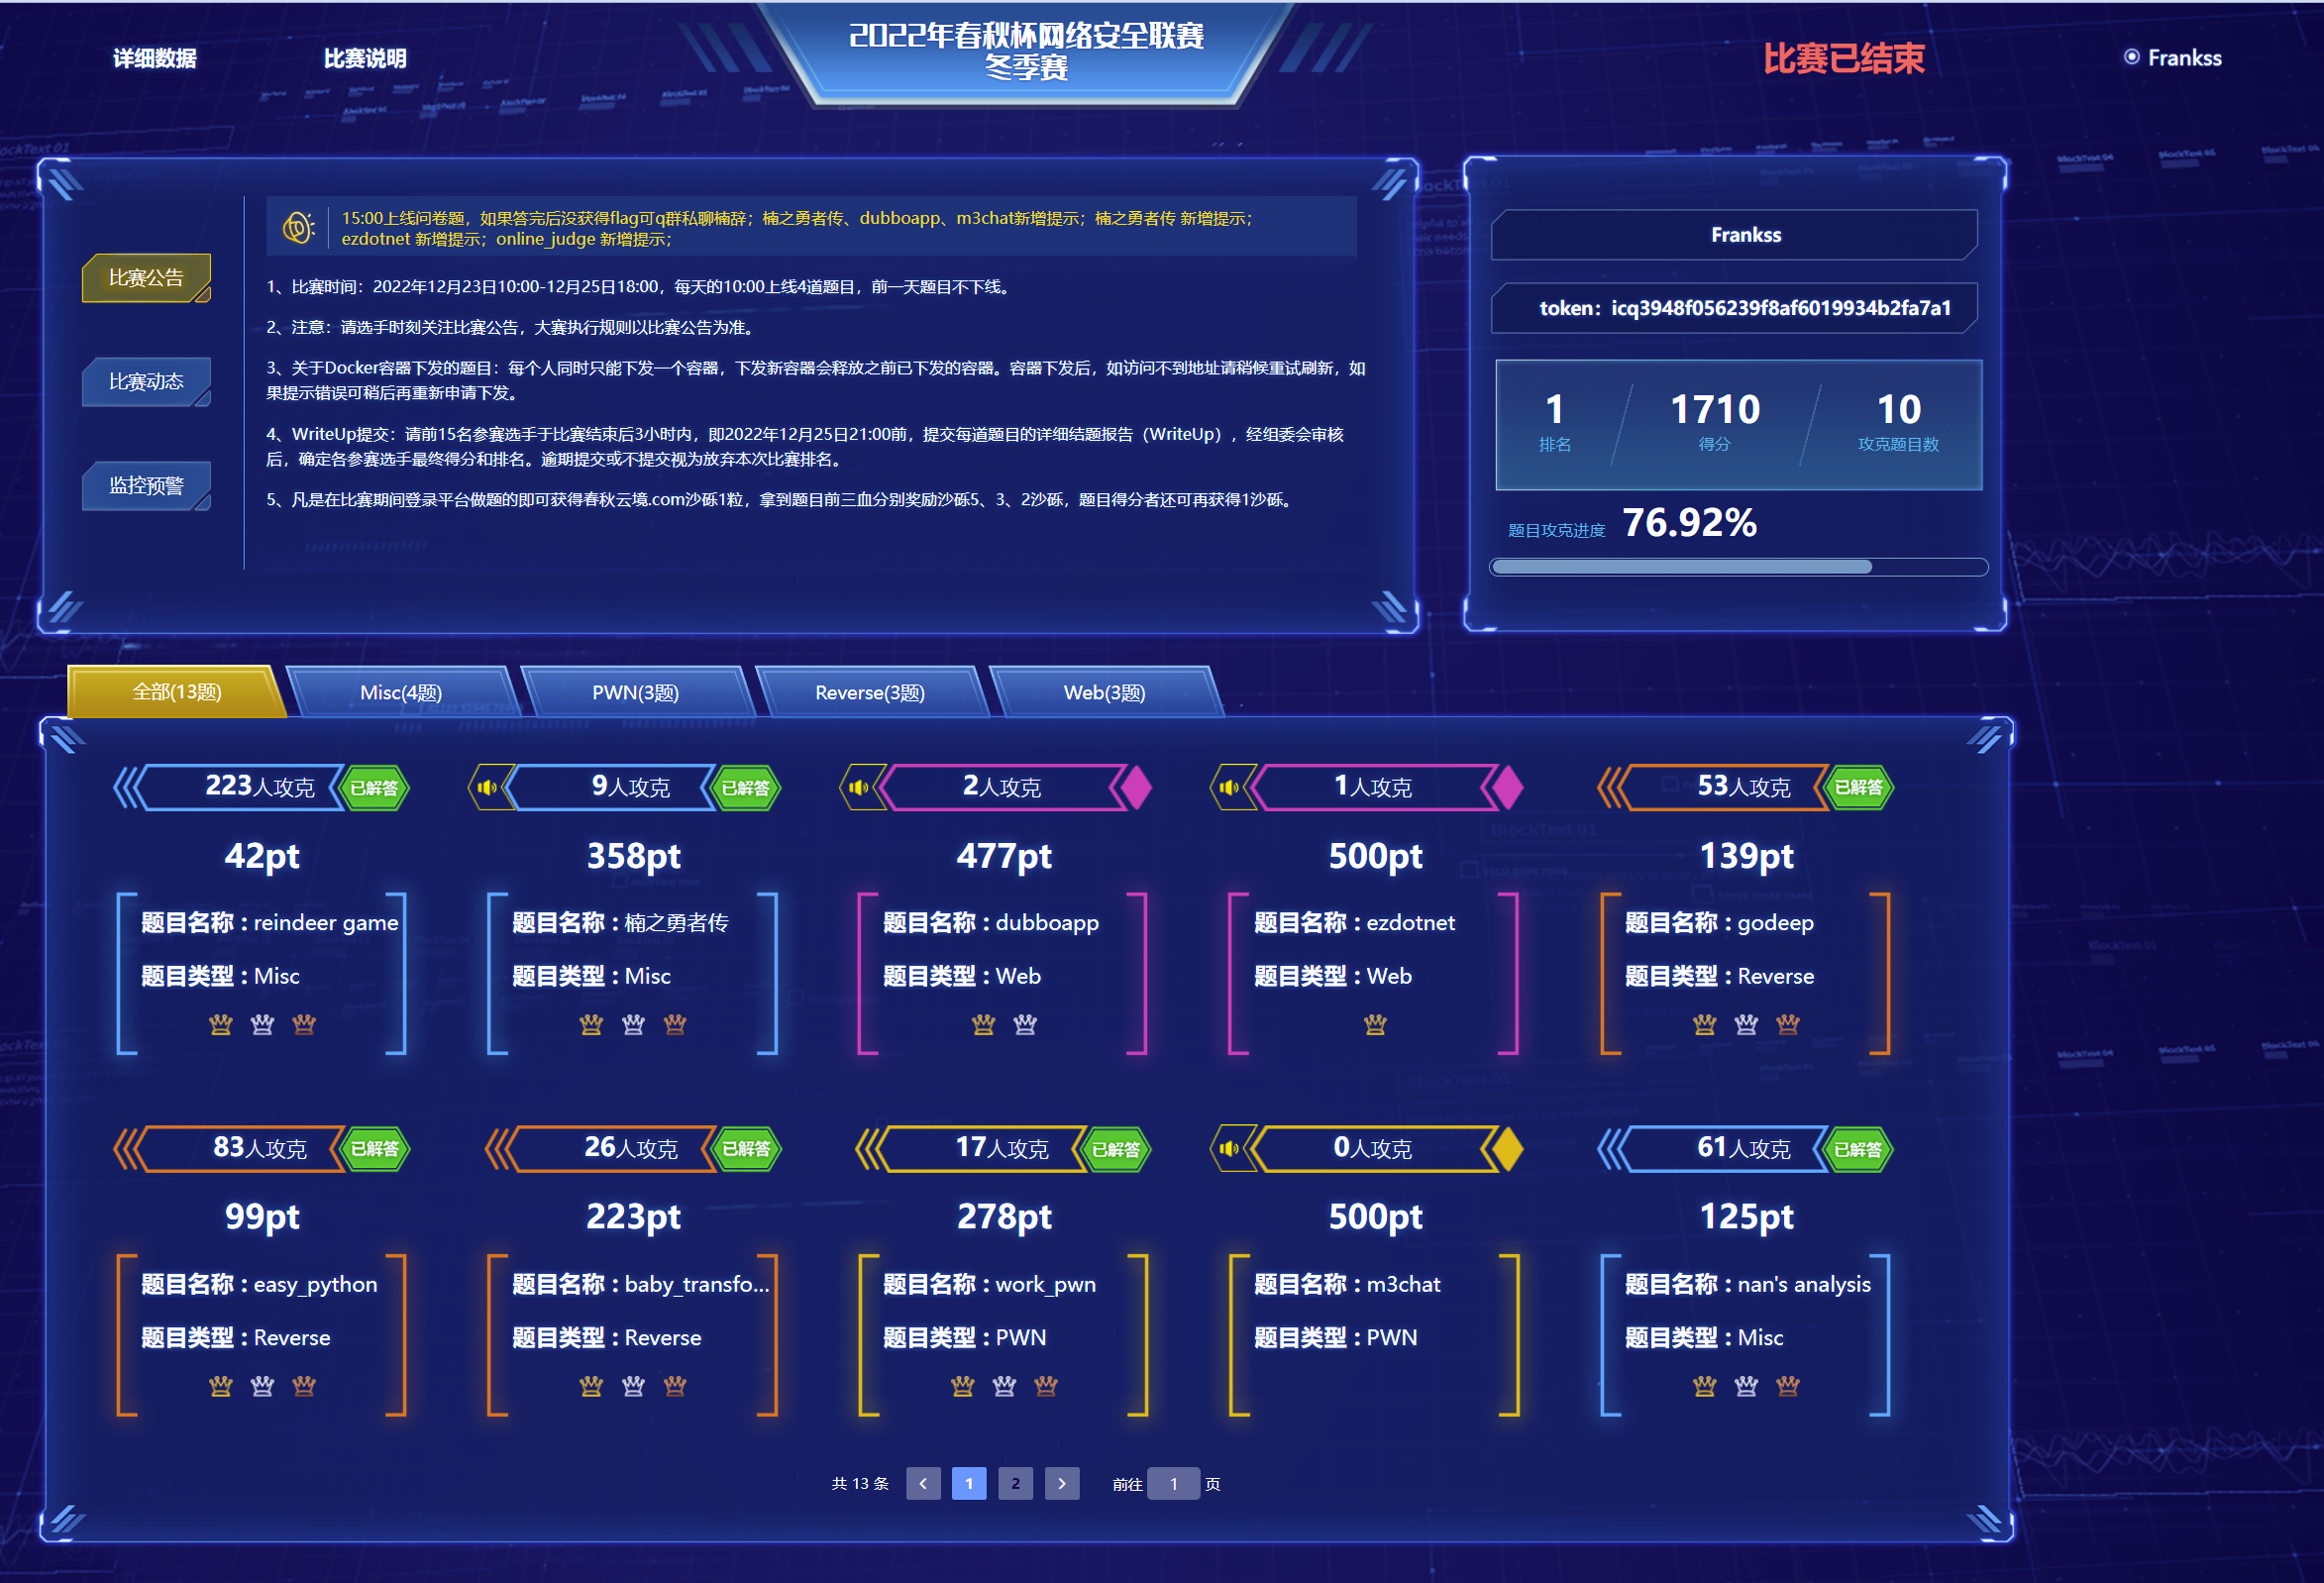 详细数据
比赛说明
2022年春秋杯网络安全联赛
冬季赛
比赛已结束
Frankss
比赛公告
比赛动态
监控预警
15:00上线问卷题，如果答完后没获得flag可q群私聊楠辞；楠之勇者传、dubboapp、m3chat新增提示；楠之勇者传 新增提示；
ezdotnet 新增提示；online_judge 新增提示；
1、比赛时间：2022年12月23日10:00-12月25日18:00，每天的10:00上线4道题目，前一天题目不下线。
2、注意：请选手时刻关注比赛公告，大赛执行规则以比赛公告为准。
3、关于Docker容器下发的题目：每个人同时只能下发一个容器，下发新容器会释放之前已下发的容器。容器下发后，如访问不到地址请稍候重试刷新，如
果提示错误可稍后再重新申请下发。
4、WriteUp提交：请前15名参赛选手于比赛结束后3小时内，即2022年12月25日21:00前，提交每道题目的详细结题报告（WriteUp），经组委会审核
后，确定各参赛选手最终得分和排名。逾期提交或不提交视为放弃本次比赛排名。
5、凡是在比赛期间登录平台做题的即可获得春秋云境.com沙砾1粒，拿到题目前三血分别奖励沙砾5、3、2沙砾，题目得分者还可再获得1沙砾。
Frankss
token：icq3948f056239f8af6019934b2fa7a1
1 1710 10
排名 得分 攻克题目数
题目攻克进度 76.92%
全部(13题) Misc(4题) PWN(3题) Reverse(3题) Web(3题)
223人攻克 已解答 9人攻克 已解答 2人攻克 1人攻克 53人攻克 已解答
42pt 358pt 477pt 500pt 139pt
题目名称 : reindeer game 题目名称 : 楠之勇者传 题目名称 : dubboapp 题目名称 : ezdotnet 题目名称 : godeep
题目类型 : Misc 题目类型 : Misc 题目类型 : Web 题目类型 : Web 题目类型 : Reverse
83人攻克 已解答 26人攻克 已解答 17人攻克 已解答 0人攻克 61人攻克 已解答
99pt 223pt 278pt 500pt 125pt
题目名称 : easy_python 题目名称 : baby_transfo... 题目名称 : work_pwn 题目名称 : m3chat 题目名称 : nan's analysis
题目类型 : Reverse 题目类型 : Reverse 题目类型 : PWN 题目类型 : PWN 题目类型 : Misc
共 13 条 1 2 前往 1 页